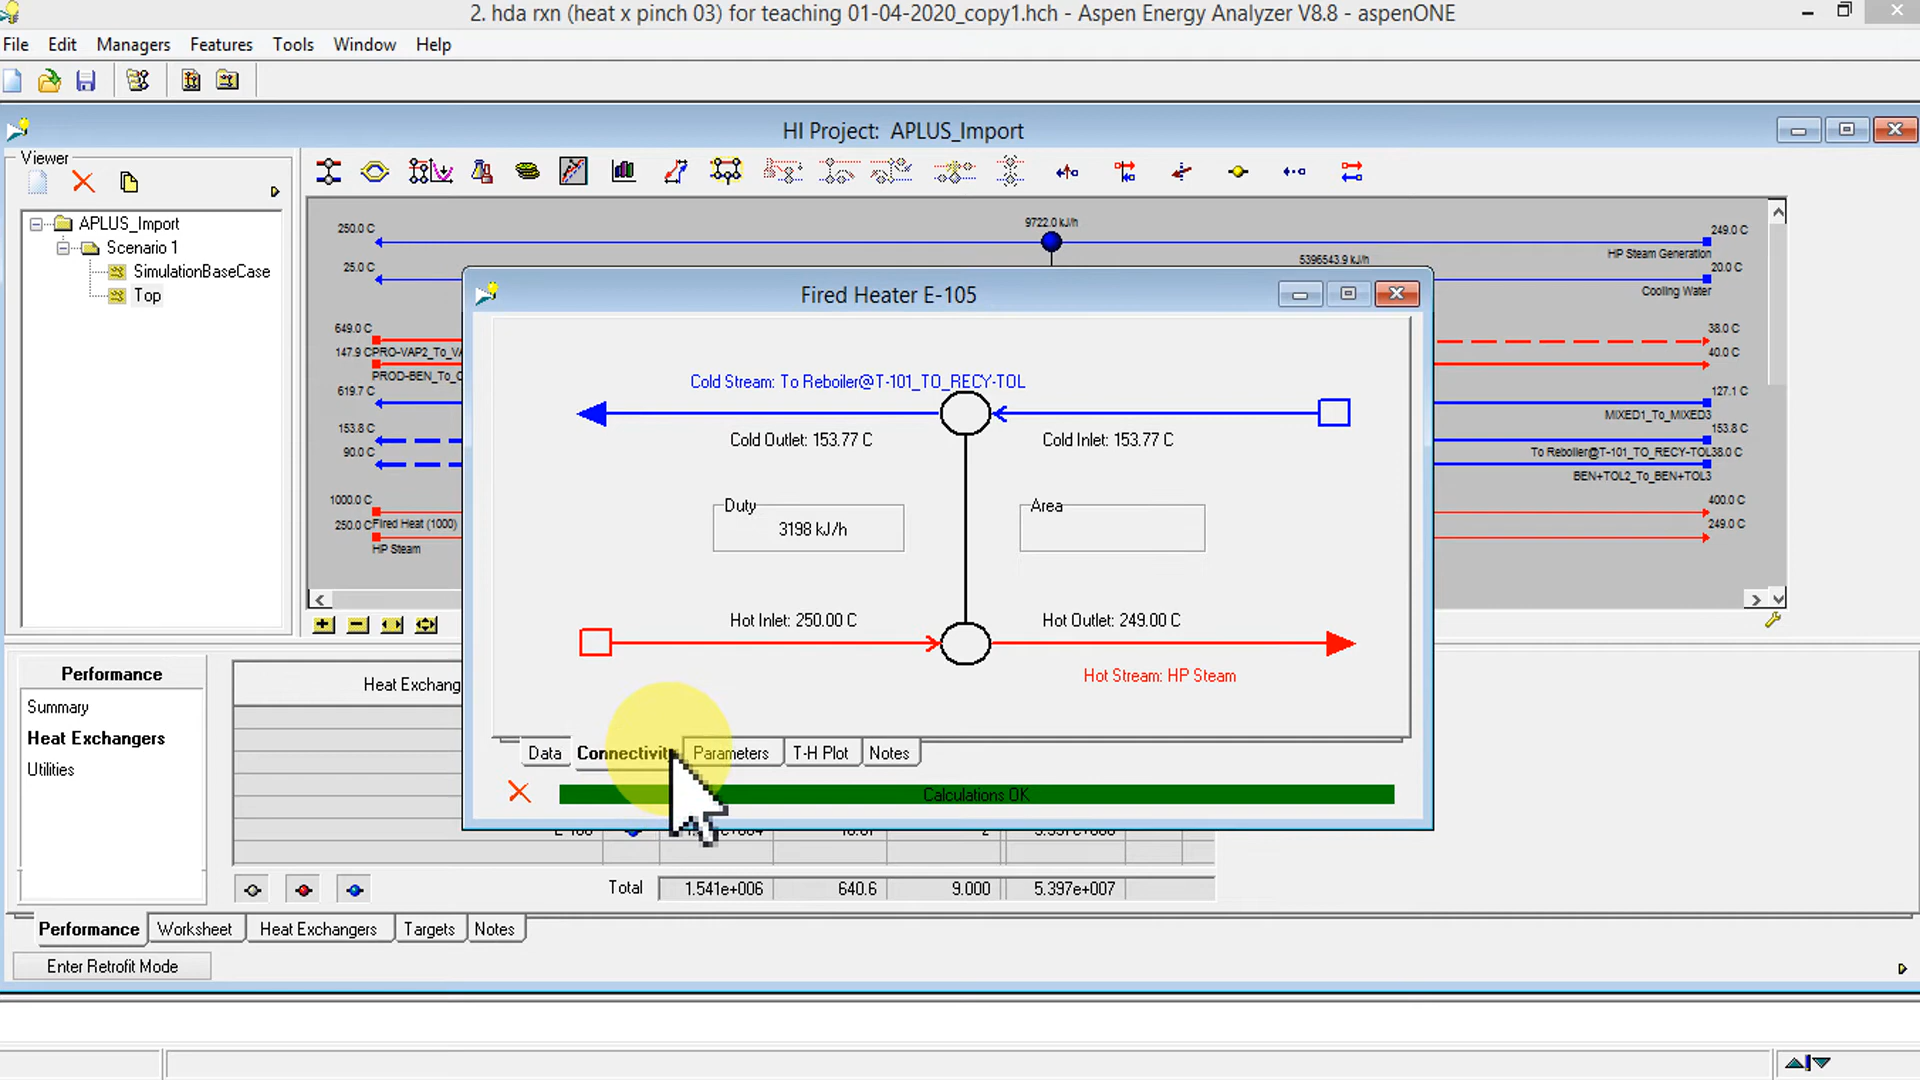 2. hda rxn (heat x pinch 03) for teaching 01-04-2020_copy1.hch - Aspen Energy Analyzer V8.8 - aspenONE
File Edit Managers Features Tools Window Help
HI Project: APLUS_Import
Viewer
APLUS_Import
Scenario 1
SimulationBaseCase
Top
250.0 C
9722.0 kJ/h
249.0 C
HP Steam Generation
25.0 C
5396543.9 kJ/h
20.0 C
Cooling Water
649.0 C
38.0 C
147.9 C
40.0 C
619.7 C
127.1 C
MIXED1_To_MIXED3
153.8 C
153.8 C
To Reboiler@T-101_TO_RECY-TOL
90.0 C
38.0 C
BEN+TOL2_To_BEN+TOL3
1000.0 C
400.0 C
Fired Heat (1000)
250.0 C
249.0 C
HP Steam
Fired Heater E-105
Cold Stream: To Reboiler@T-101_TO_RECY-TOL
Cold Outlet: 153.77 C
Cold Inlet: 153.77 C
Duty
3198 kJ/h
Area
Hot Inlet: 250.00 C
Hot Outlet: 249.00 C
Hot Stream: HP Steam
Data Connectivity Parameters T-H Plot Notes
Calculations OK
Performance
Summary
Heat Exchangers
Utilities
Total 1.541e+006 640.6 9.000 5.397e+007
Performance Worksheet Heat Exchangers Targets Notes
Enter Retrofit Mode